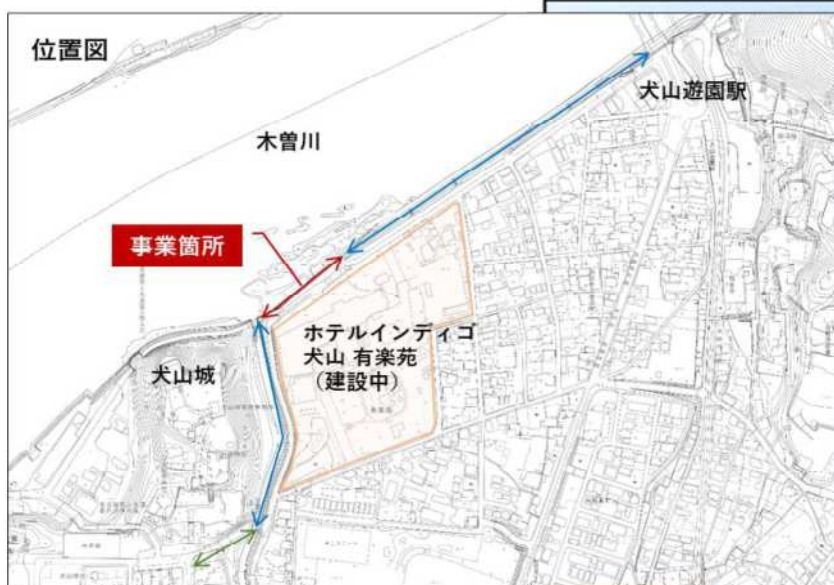 位置図
犬山遊園駅
木曽川
事業箇所
ホテルインディゴ
犬山 有楽苑
（建設中）
犬山城